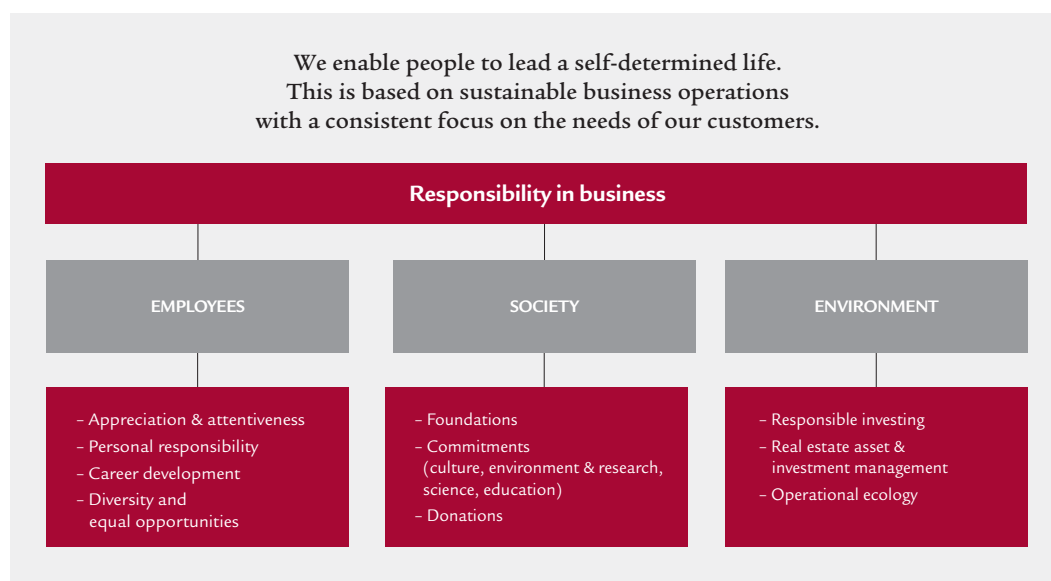 We enable people to lead a self-determined life.
This is based on sustainable business operations
with a consistent focus on the needs of our customers.
Responsibility in business
EMPLOYEES
– Appreciation & attentiveness
– Personal responsibility
– Career development
– Diversity and
equal opportunities
SOCIETY
– Foundations
– Commitments
(culture, environment & research,
science, education)
– Donations
ENVIRONMENT
– Responsible investing
– Real estate asset &
investment management
– Operational ecology